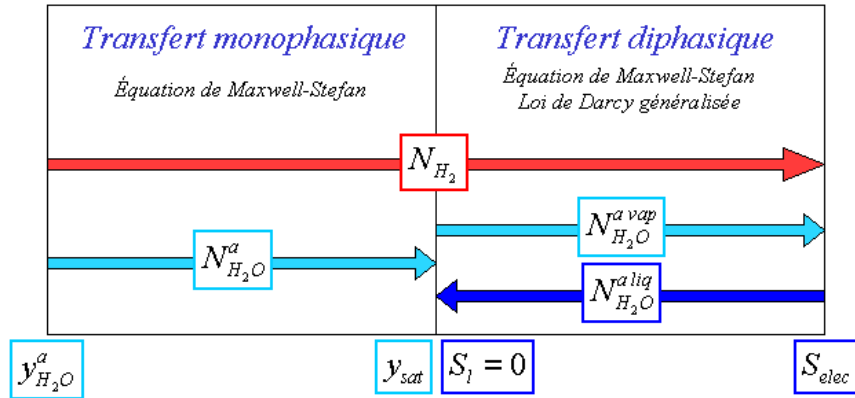 Transfert monophasique
Équation de Maxwell-Stefan
Transfert diphasique
Équation de Maxwell-Stefan
Loi de Darcy généralisée
N_{H_2}
N^{a}_{H_2O}
N^{a vap}_{H_2O}
N^{a liq}_{H_2O}
y^{a}_{H_2O}
y_{sat}
S_l = 0
S_{elec}